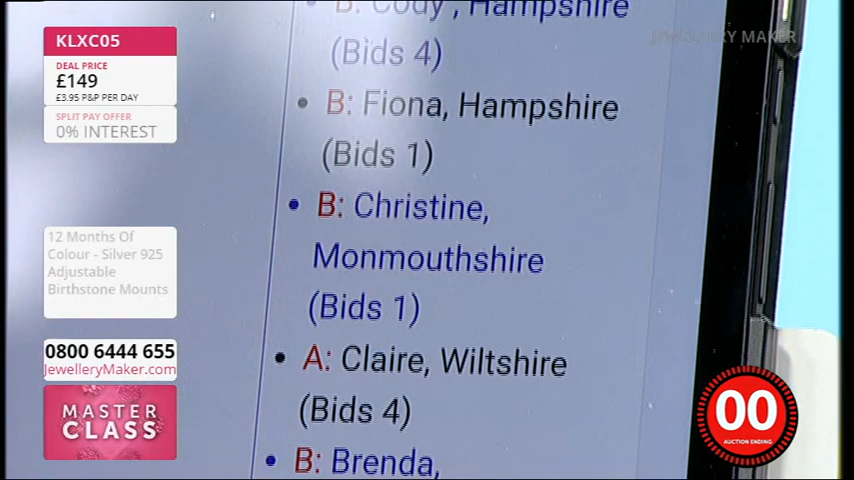 KLXC05
DEAL PRICE
£149
£3.95 P&P PER DAY
SPLIT PAY OFFER
0% INTEREST
12 Months Of
Colour - Silver 925
Adjustable
Birthstone Mounts
0800 6444 655
JewelleryMaker.com
MASTER
CLASS
JEWELLERY MAKER
B: Cody , Hampshire
(Bids 4)
B: Fiona, Hampshire
(Bids 1)
B: Christine,
Monmouthshire
(Bids 1)
A: Claire, Wiltshire
(Bids 4)
B: Brenda,
00
AUCTION ENDING